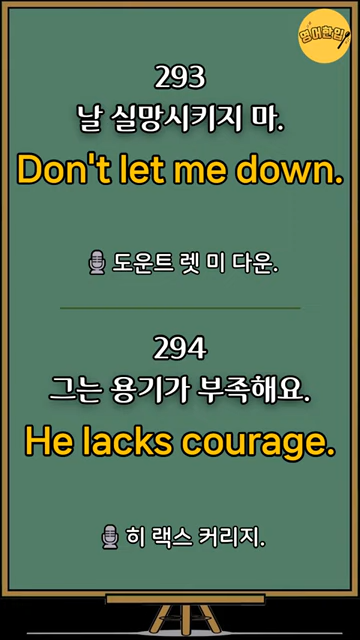 영어한입
293
날 실망시키지 마.
Don't let me down.
도운트 렛 미 다운.
294
그는 용기가 부족해요.
He lacks courage.
히 랙스 커리지.